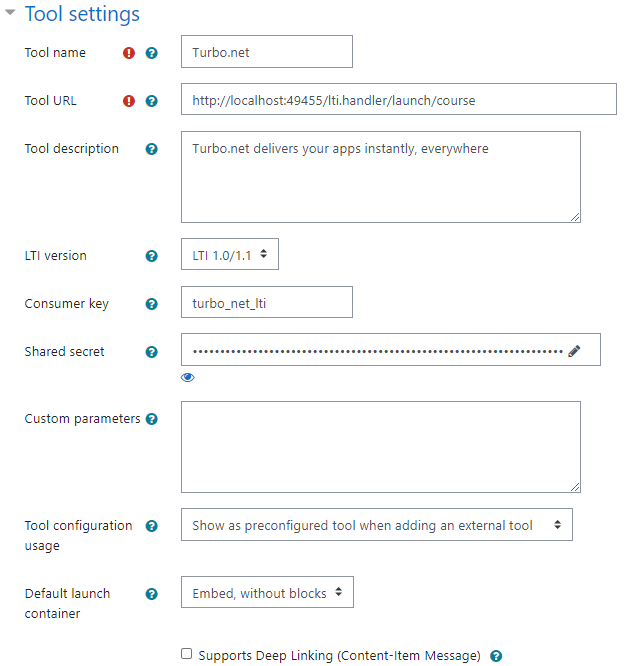 Tool settings
Tool name
Turbo.net
Tool URL
http://localhost:49455/lti.handler/launch/course
Tool description
Turbo.net delivers your apps instantly, everywhere
LTI version
LTI 1.0/1.1
Consumer key
turbo_net_lti
Shared secret
Custom parameters
Tool configuration
usage
Show as preconfigured tool when adding an external tool
Default launch
container
Embed, without blocks
Supports Deep Linking (Content-Item Message)